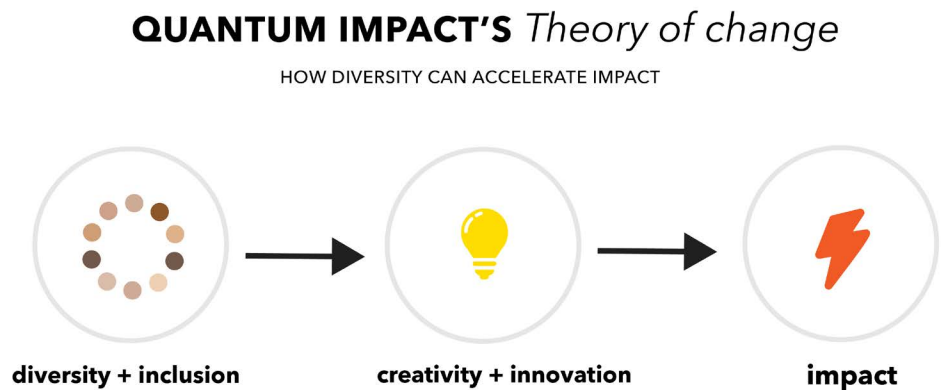 QUANTUM IMPACT'S Theory of change
HOW DIVERSITY CAN ACCELERATE IMPACT
diversity + inclusion
creativity + innovation
impact